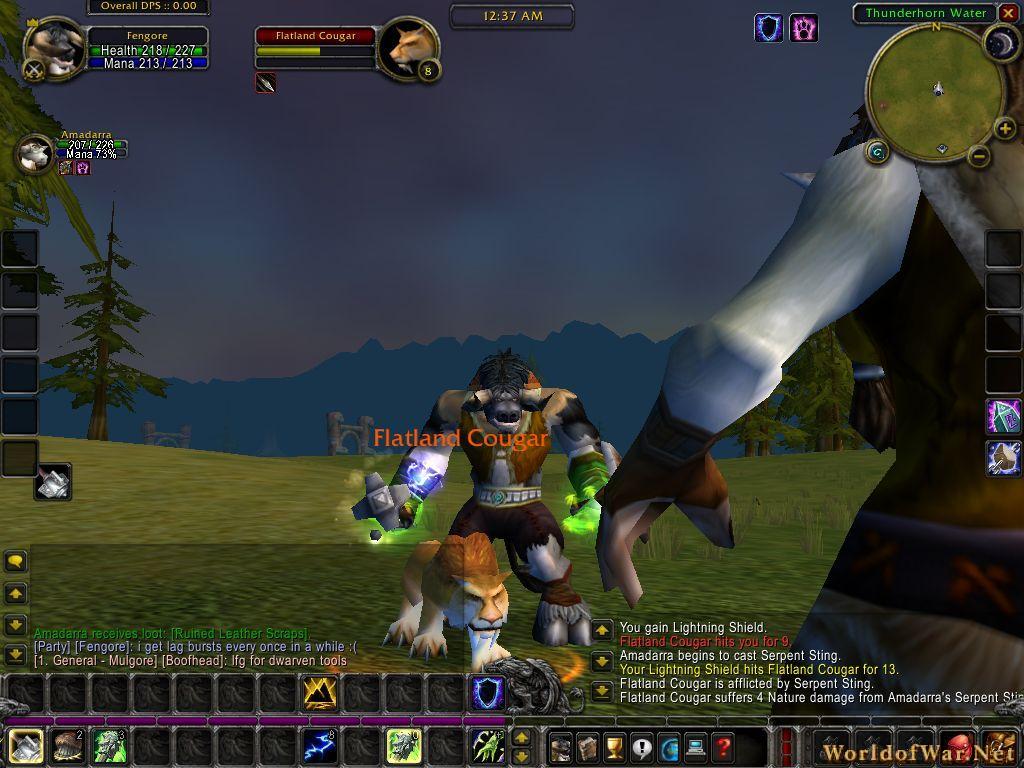 Overall DPS :: 0.00
Fengore
Health 218 / 227
Mana 213 / 213
Flatland Cougar
8
12:37 AM
Thunderhorn Water
N
Amadarra
207 / 226
Mana 73%
Flatland Cougar
Amadarra receives loot: [Ruined Leather Scraps].
[Party] [Fengore]: i get lag bursts every once in a while :(
[1. General - Mulgore] [Boofhead]: lfg for dwarven tools
You gain Lightning Shield.
Flatland Cougar hits you for 9.
Amadarra begins to cast Serpent Sting.
Your Lightning Shield hits Flatland Cougar for 13.
Flatland Cougar is afflicted by Serpent Sting.
Flatland Cougar suffers 4 Nature damage from Amadarra's Serpent Stin
2
3
8
WorldofWar.Net